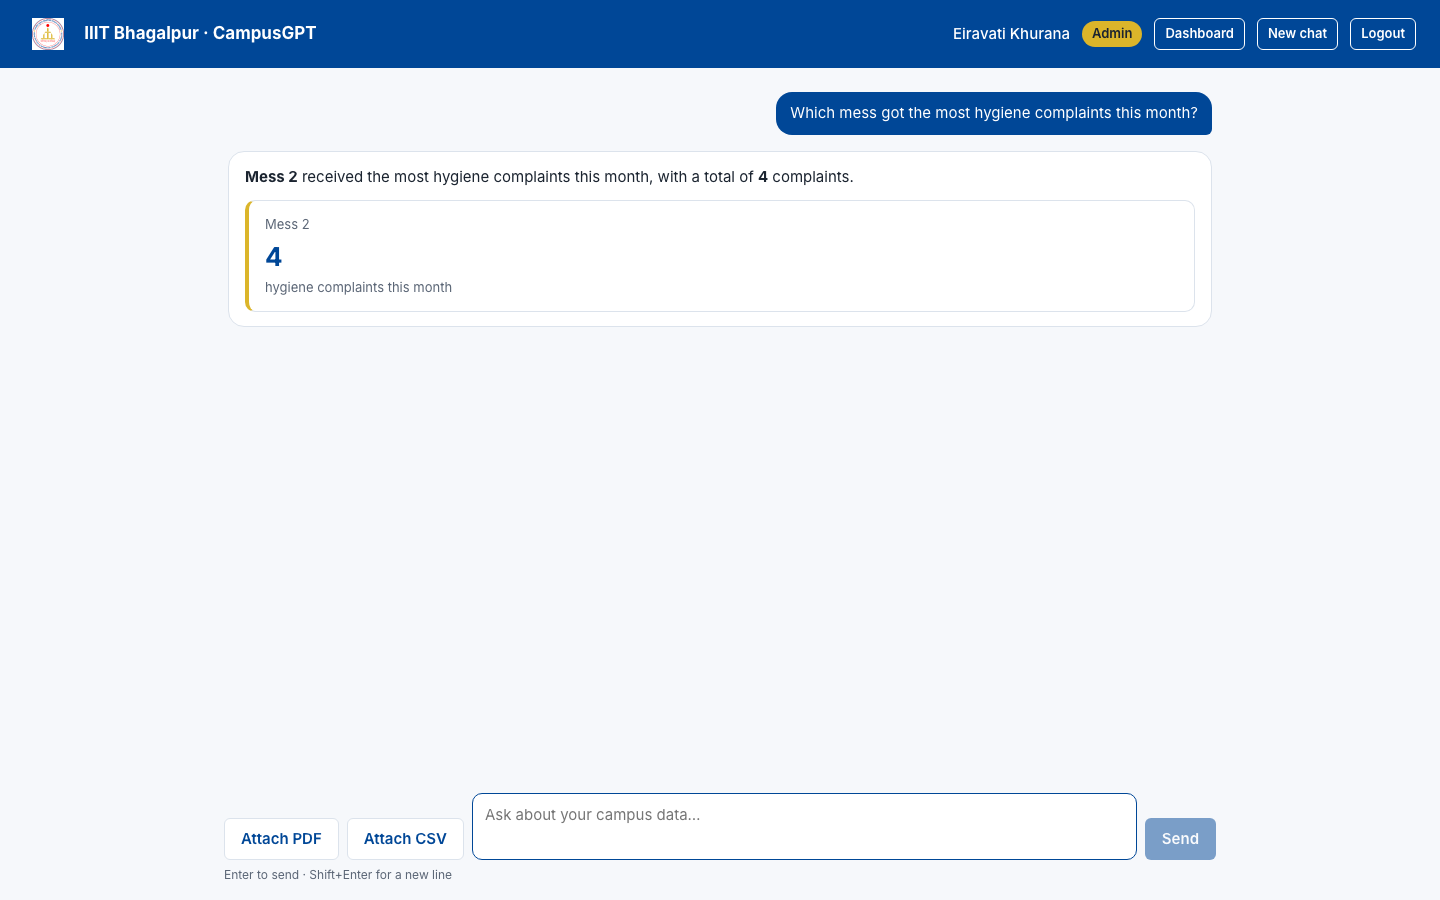 IIIT Bhagalpur · CampusGPT
Eiravati Khurana Admin Dashboard New chat Logout
Which mess got the most hygiene complaints this month?
Mess 2 received the most hygiene complaints this month, with a total of 4 complaints.
Mess 2
4
hygiene complaints this month
Attach PDF
Attach CSV
Ask about your campus data...
Send
Enter to send · Shift+Enter for a new line